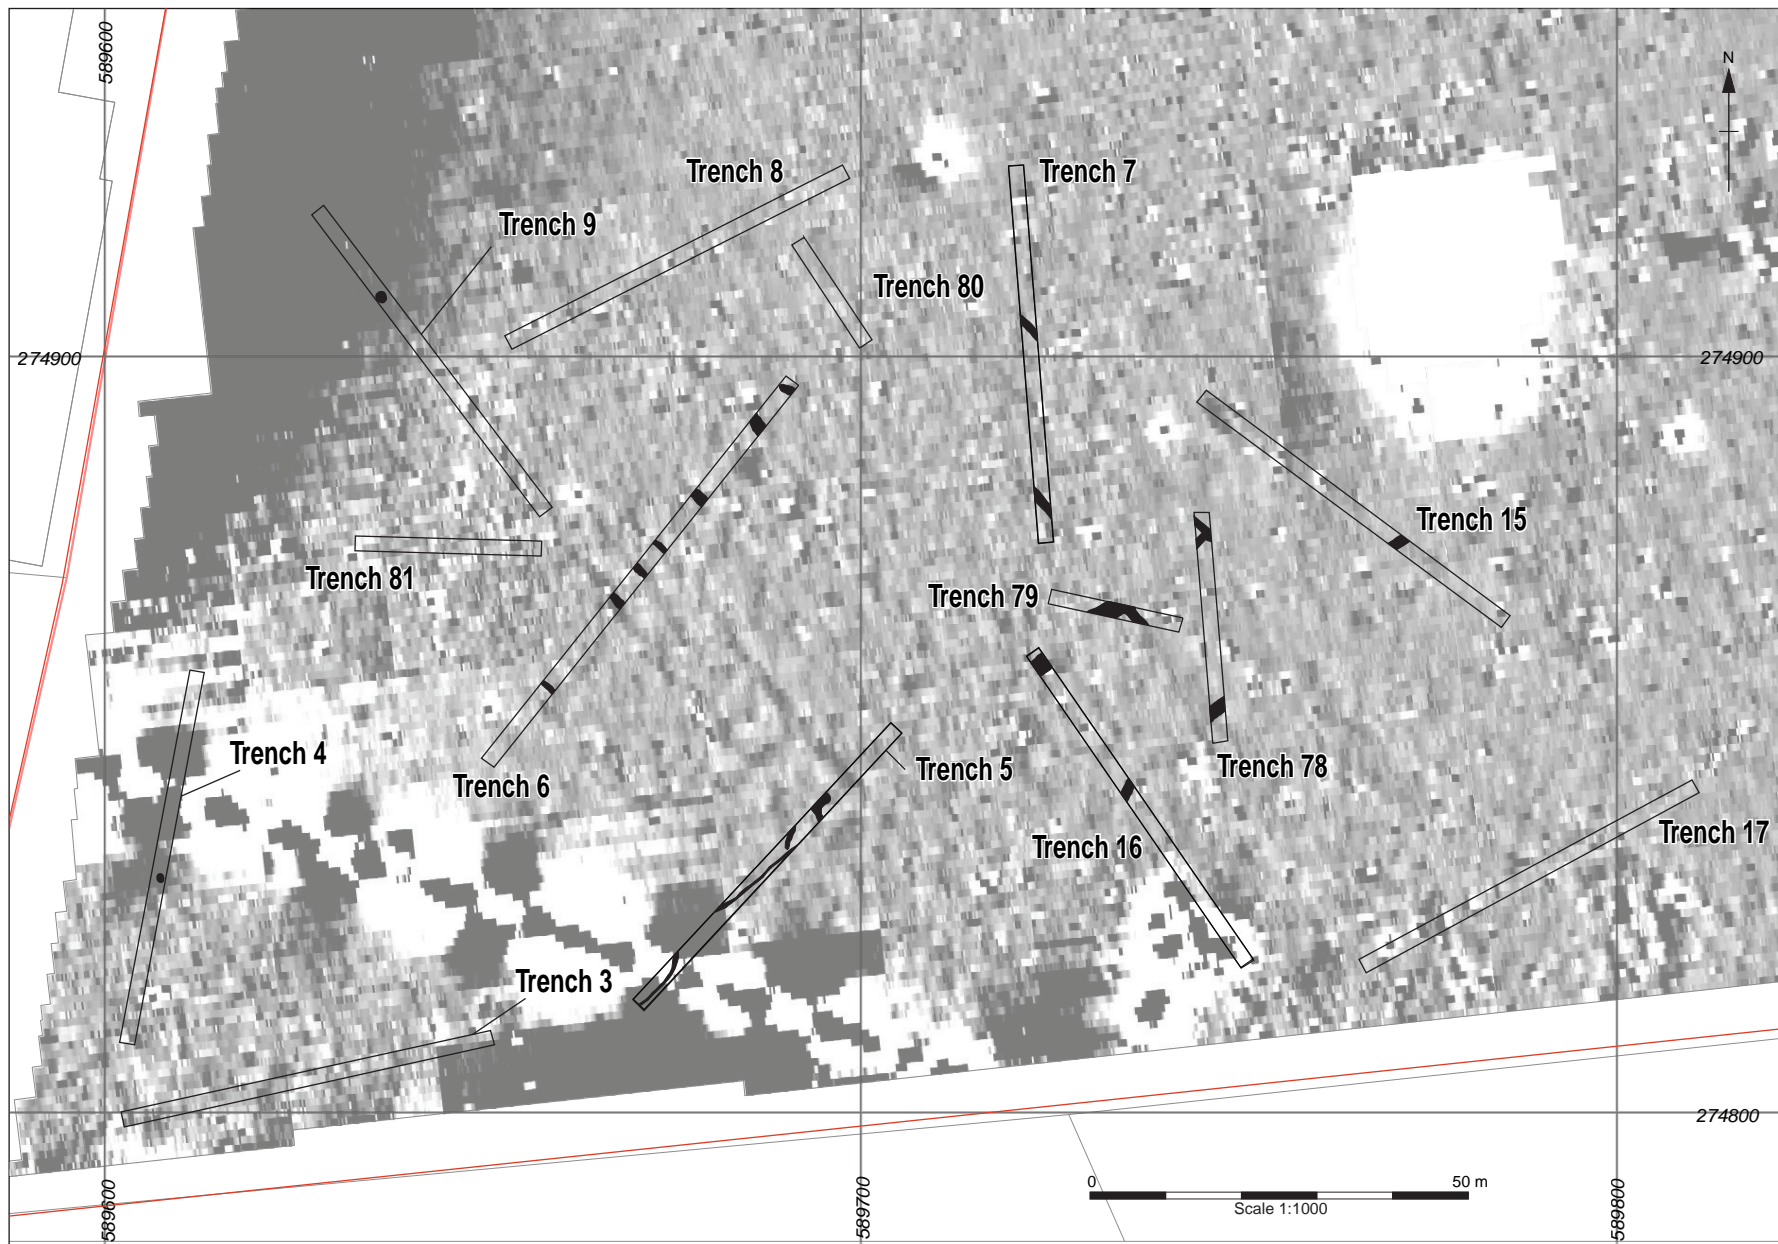 589600
N
Trench 8
Trench 7
Trench 9
Trench 80
274900
274900
Trench 15
Trench 81
Trench 79
Trench 4
Trench 6
Trench 5
Trench 78
Trench 16
Trench 17
Trench 3
274800
0
50 m
Scale 1:1000
589600
589700
589800